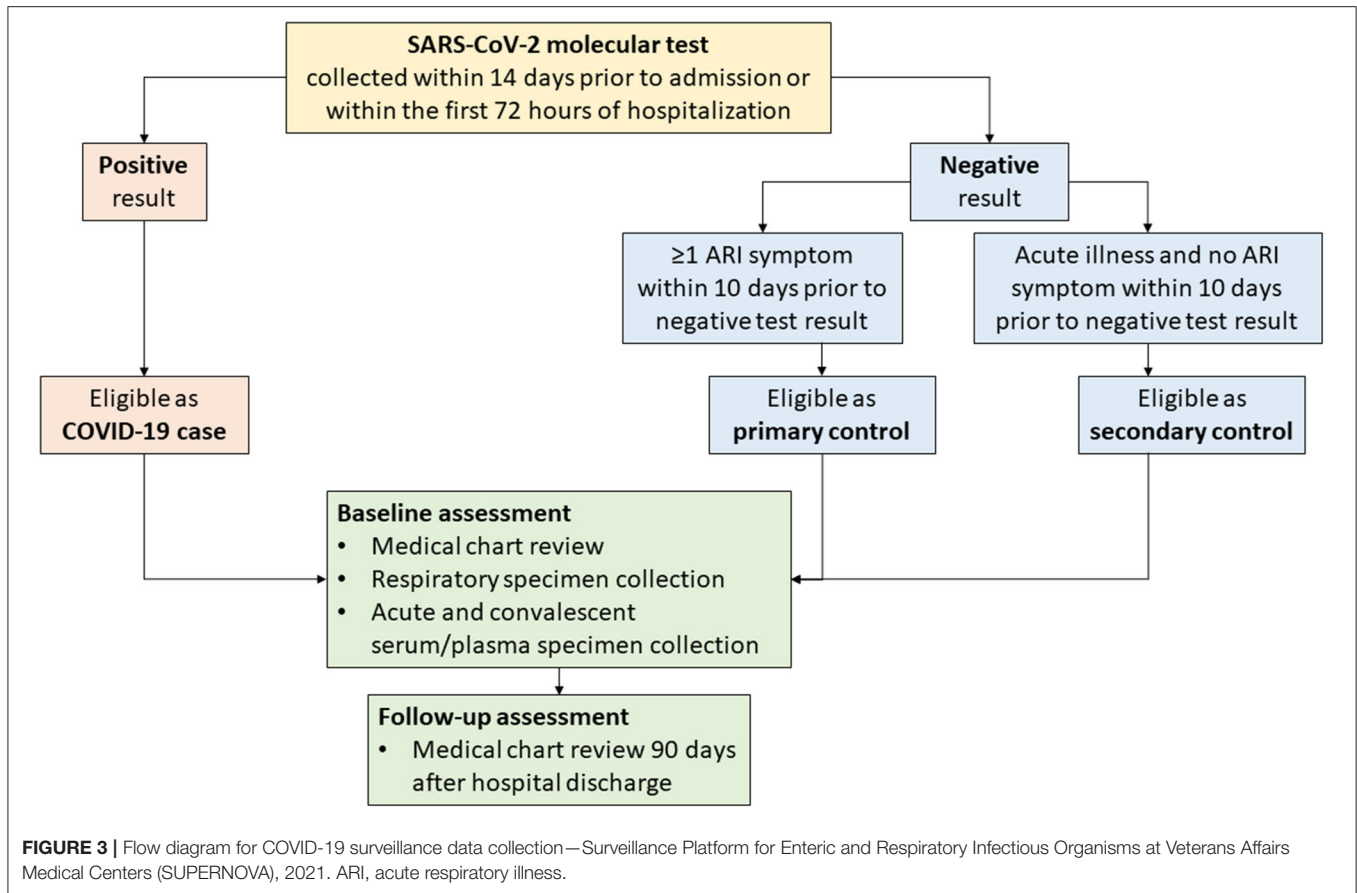 SARS-CoV-2 molecular test
collected within 14 days prior to admission or
within the first 72 hours of hospitalization
Positive
result
Negative
result
≥1 ARI symptom
within 10 days prior to
negative test result
Acute illness and no ARI
symptom within 10 days
prior to negative test result
Eligible as
COVID-19 case
Eligible as
primary control
Eligible as
secondary control
Baseline assessment
• Medical chart review
• Respiratory specimen collection
• Acute and convalescent
serum/plasma specimen collection
Follow-up assessment
• Medical chart review 90 days
after hospital discharge
FIGURE 3 | Flow diagram for COVID-19 surveillance data collection—Surveillance Platform for Enteric and Respiratory Infectious Organisms at Veterans Affairs
Medical Centers (SUPERNOVA), 2021. ARI, acute respiratory illness.